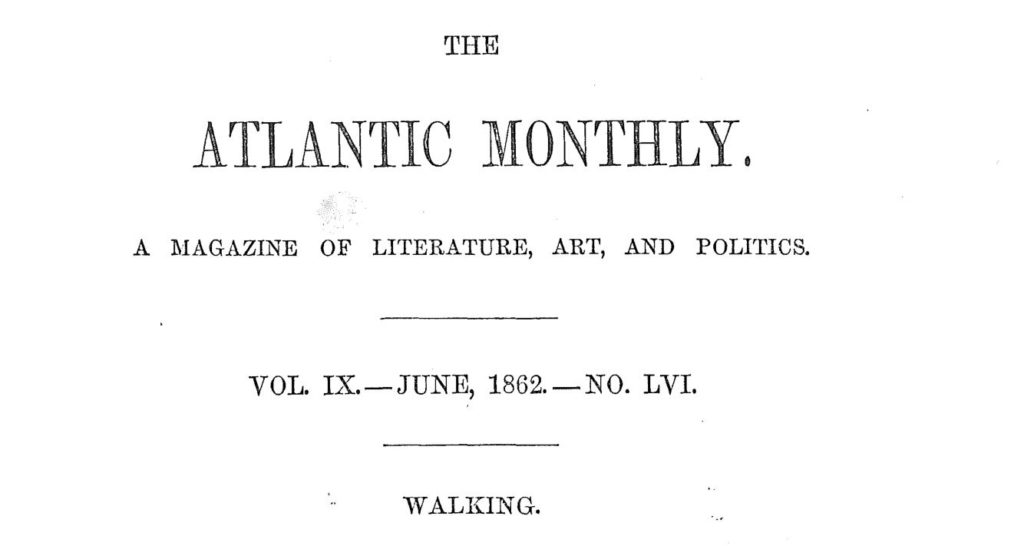 THE
ATLANTIC MONTHLY.
A MAGAZINE OF LITERATURE, ART, AND POLITICS.
VOL. IX.—JUNE, 1862.—NO. LVI.
WALKING.